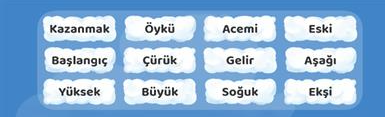 Kazanmak Öykü Acemi Eski
Başlangıç Çürük Gelir Aşağı
Yüksek Büyük Soğuk Ekşi